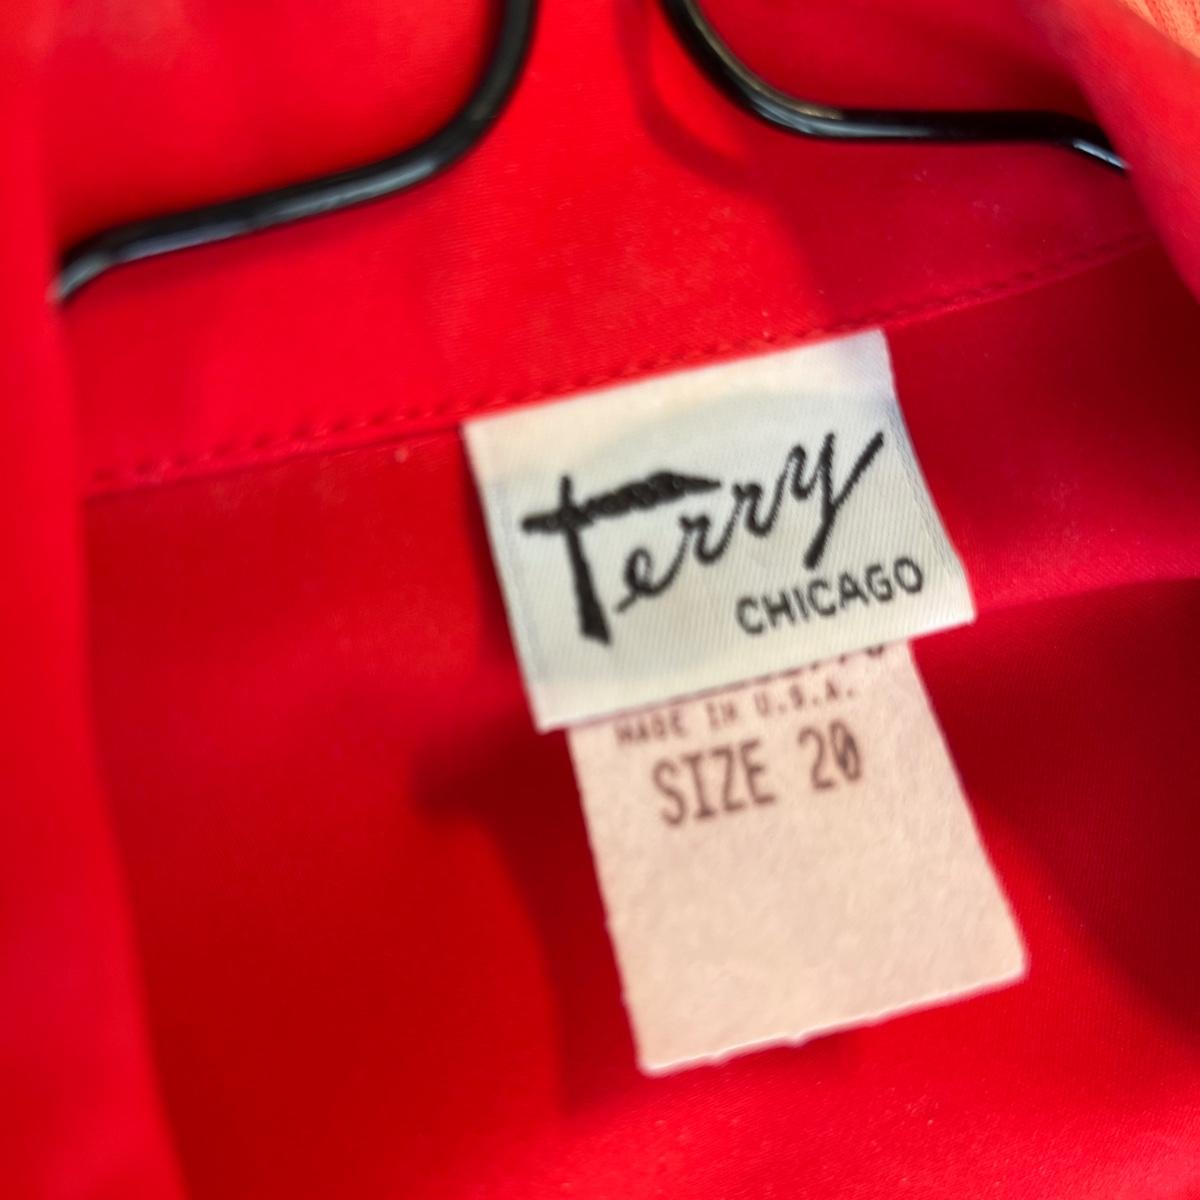 Terry
CHICAGO
MADE IN U.S.A.
SIZE 20